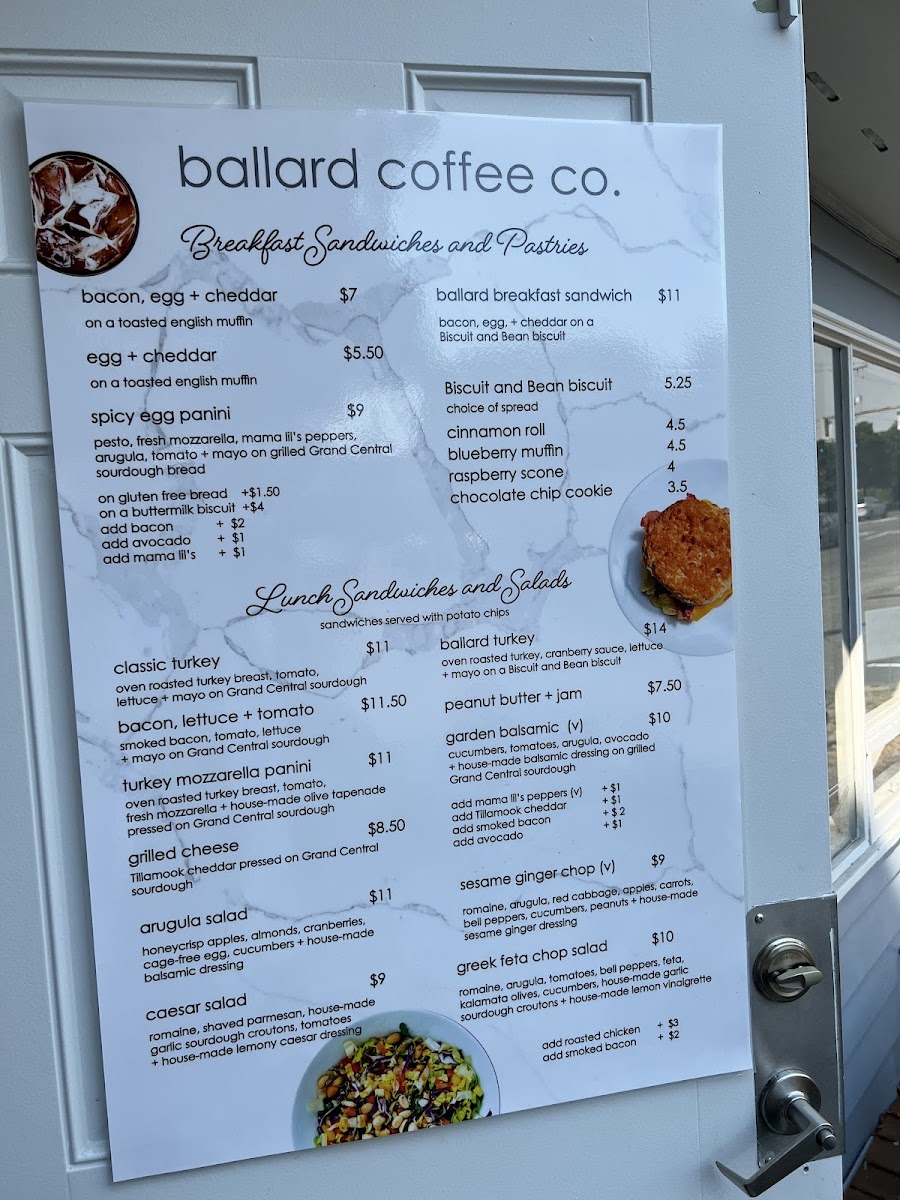 ballard coffee co.
Breakfast Sandwiches and Pastries
bacon, egg + cheddar $7
on a toasted english muffin
egg + cheddar $5.50
on a toasted english muffin
spicy egg panini $9
pesto, fresh mozzarella, mama lil's peppers,
arugula, tomato + mayo on grilled Grand Central
sourdough bread
on gluten free bread +$1.50
on a buttermilk biscuit +$4
add bacon + $2
add avocado + $1
add mama lil's + $1
ballard breakfast sandwich $11
bacon, egg, + cheddar on a
Biscuit and Bean biscuit
Biscuit and Bean biscuit 5.25
choice of spread
cinnamon roll 4.5
blueberry muffin 4.5
raspberry scone 4
chocolate chip cookie 3.5
Lunch Sandwiches and Salads
sandwiches served with potato chips
classic turkey $11
oven roasted turkey breast, tomato,
lettuce + mayo on Grand Central sourdough
bacon, lettuce + tomato $11.50
smoked bacon, tomato, lettuce
+ mayo on Grand Central sourdough
turkey mozzarella panini $11
oven roasted turkey breast, tomato,
fresh mozzarella + house-made olive tapenade
pressed on Grand Central sourdough
grilled cheese $8.50
Tillamook cheddar pressed on Grand Central
sourdough
arugula salad $11
honeycrisp apples, almonds, cranberries,
cage-free egg, cucumbers + house-made
balsamic dressing
caesar salad $9
romaine, shaved parmesan, house-made
garlic sourdough croutons, tomatoes
+ house-made lemony caesar dressing
ballard turkey $14
oven roasted turkey, cranberry sauce, lettuce
+ mayo on a Biscuit and Bean biscuit
peanut butter + jam $7.50
garden balsamic (v) $10
cucumbers, tomatoes, arugula, avocado
+ house-made balsamic dressing on grilled
Grand Central sourdough
add mama lil's peppers (v) + $1
add Tillamook cheddar + $1
add smoked bacon + $2
add avocado + $1
sesame ginger chop (v) $9
romaine, arugula, red cabbage, apples, carrots,
bell peppers, cucumbers, peanuts + house-made
sesame ginger dressing
greek feta chop salad $10
romaine, arugula, tomatoes, bell peppers, feta,
kalamata olives, cucumbers, house-made garlic
sourdough croutons + house-made lemon vinaigrette
add roasted chicken + $3
add smoked bacon + $2